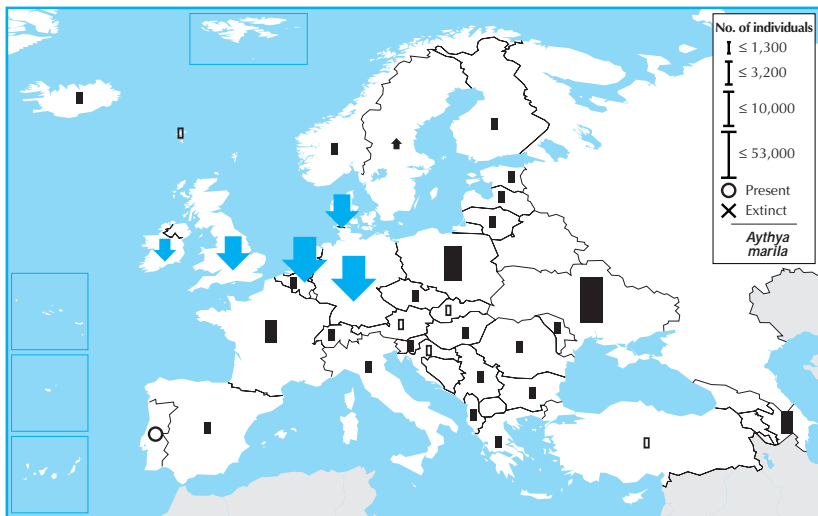 No. of individuals
≤ 1,300
≤ 3,200
≤ 10,000
≤ 53,000
Present
Extinct
Aythya
marila